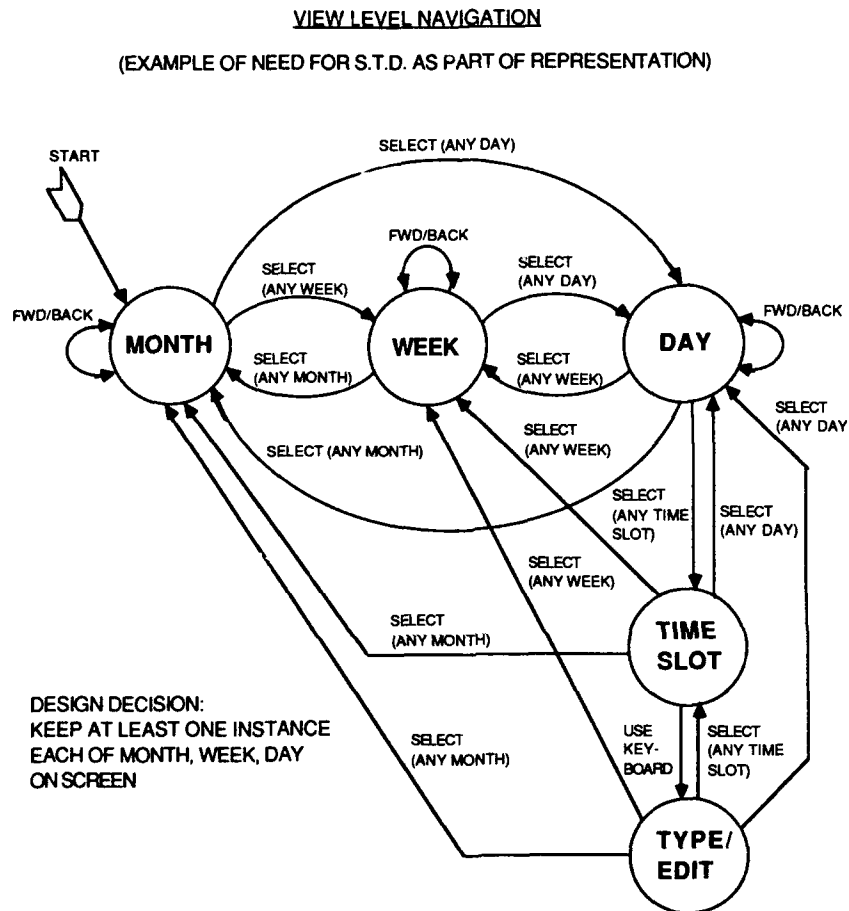 VIEW LEVEL NAVIGATION
(EXAMPLE OF NEED FOR S.T.D. AS PART OF REPRESENTATION)
START
SELECT (ANY DAY)
FWD/BACK
SELECT
(ANY WEEK)
SELECT
(ANY DAY)
FWD/BACK
FWD/BACK
MONTH
WEEK
DAY
SELECT
(ANY MONTH)
SELECT
(ANY WEEK)
SELECT
(ANY DAY
SELECT (ANY MONTH)
SELECT
(ANY WEEK)
SELECT
(ANY TIME
SLOT)
SELECT
(ANY DAY)
SELECT
(ANY WEEK)
SELECT
(ANY MONTH)
TIME
SLOT
DESIGN DECISION:
KEEP AT LEAST ONE INSTANCE
EACH OF MONTH, WEEK, DAY
ON SCREEN
SELECT
(ANY MONTH)
USE
KEY-
BOARD
SELECT
(ANY TIME
SLOT)
TYPE/
EDIT